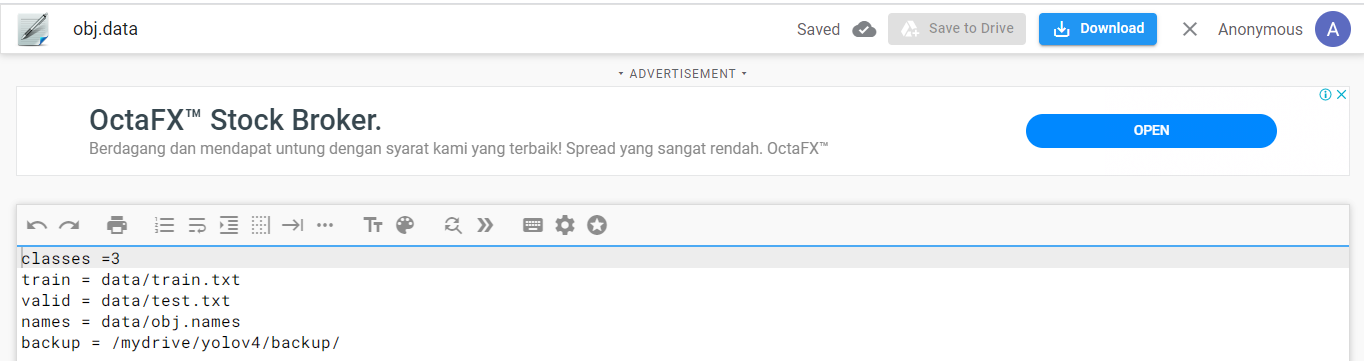 obj.data
Saved
Save to Drive
Download
Anonymous
A
ADVERTISEMENT
OctaFX™ Stock Broker.
Berdagang dan mendapat untung dengan syarat kami yang terbaik! Spread yang sangat rendah. OctaFX™
OPEN
classes =3
train = data/train.txt
valid = data/test.txt
names = data/obj.names
backup = /mydrive/yolov4/backup/